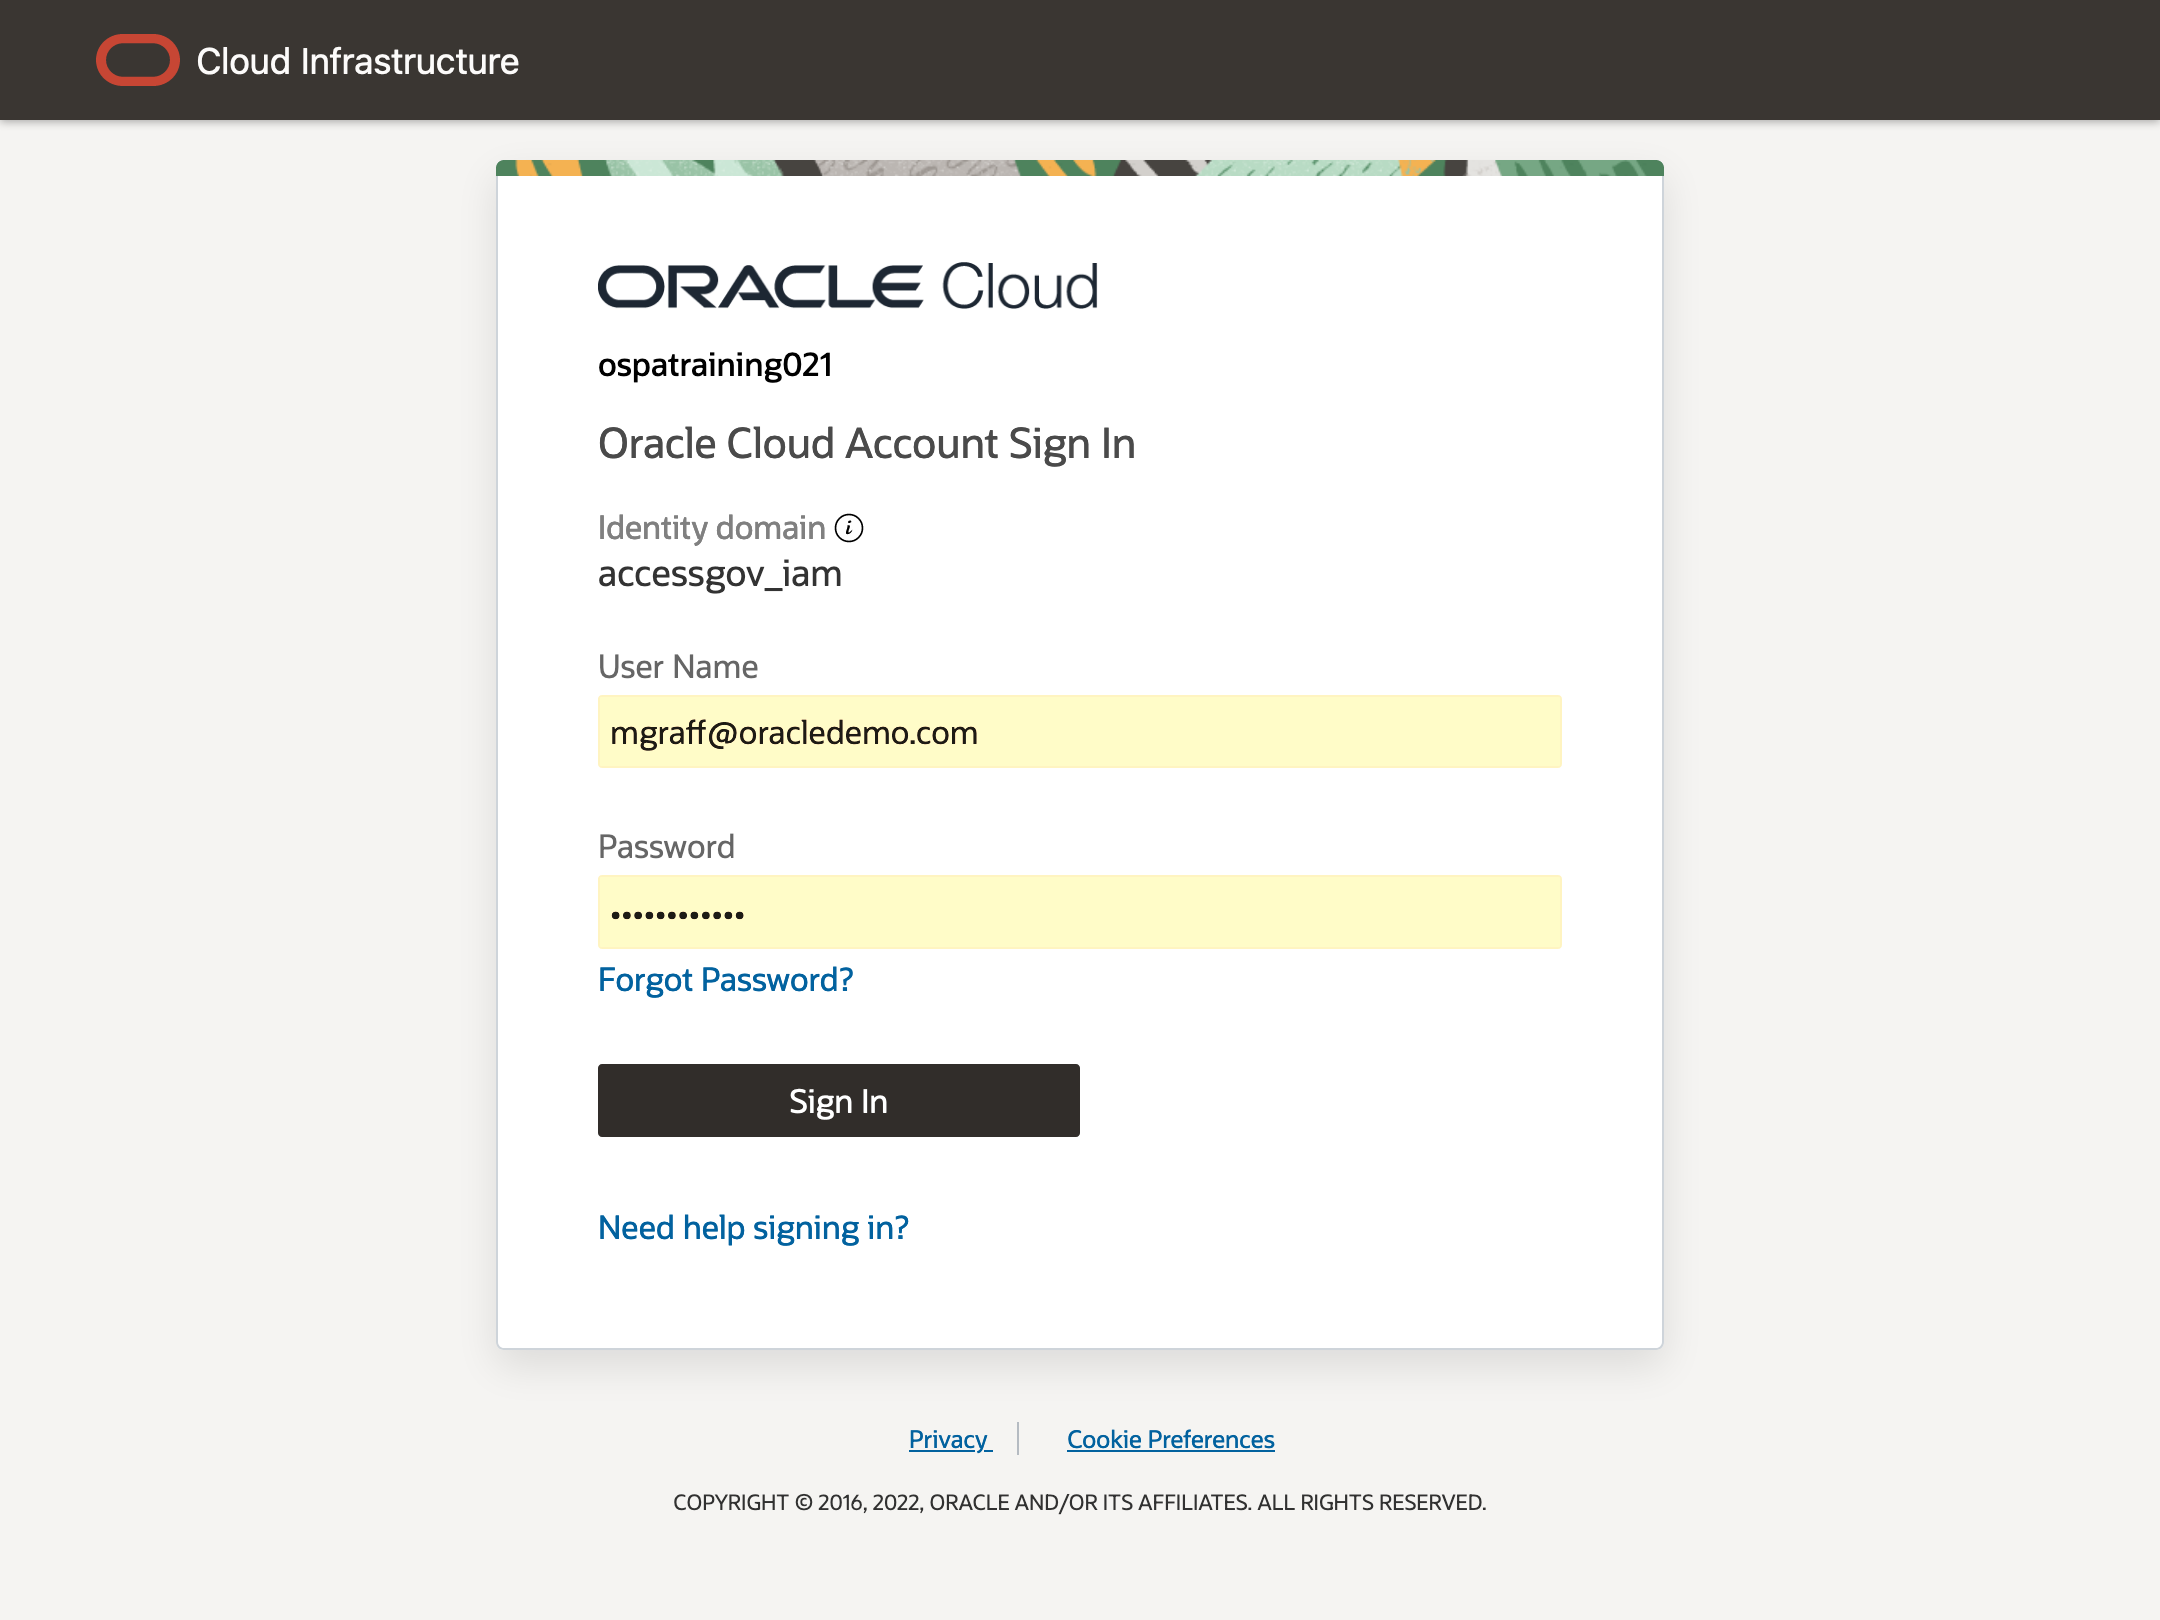 Cloud Infrastructure
ORACLE Cloud
ospatraining021
Oracle Cloud Account Sign In
Identity domain i
accessgov_iam
User Name
mgraff@oracledemo.com
Password
••••••••••••
Forgot Password?
Sign In
Need help signing in?
Privacy
Cookie Preferences
COPYRIGHT © 2016, 2022, ORACLE AND/OR ITS AFFILIATES. ALL RIGHTS RESERVED.